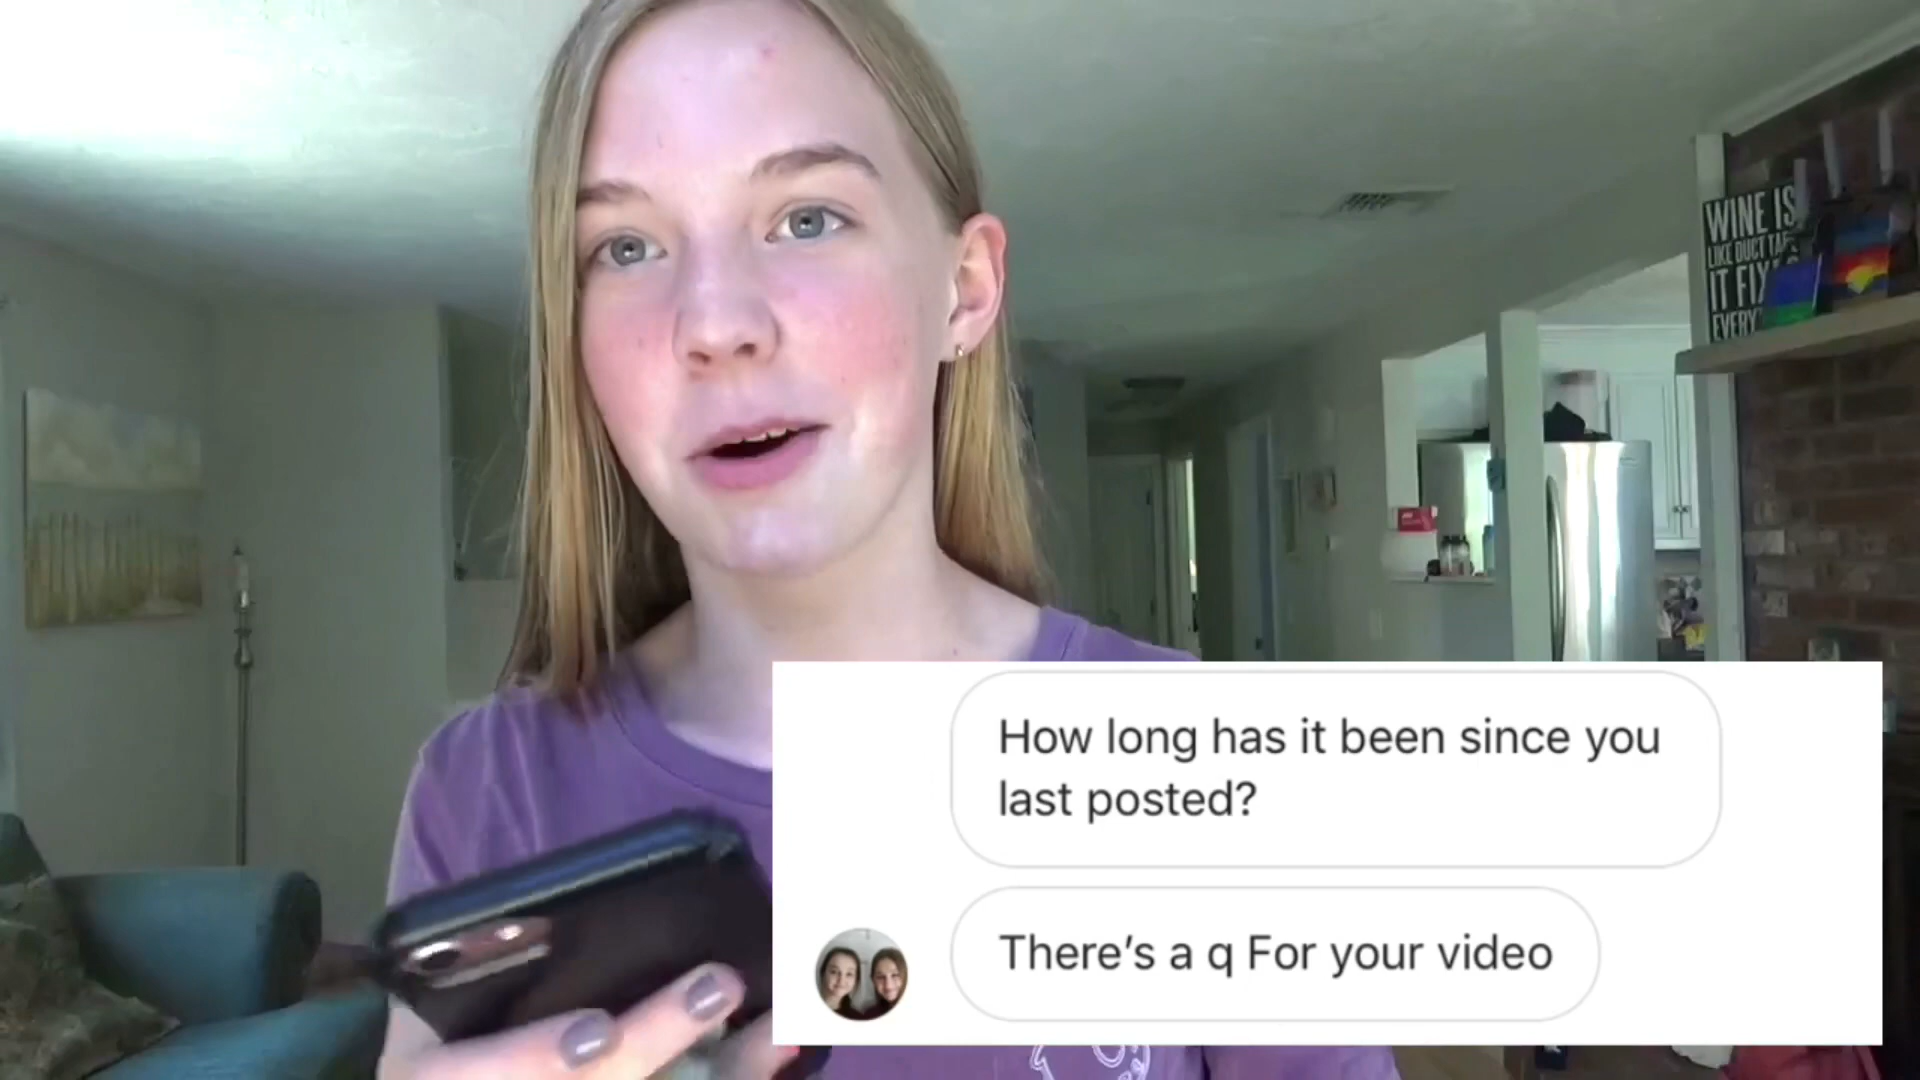 WINE IS
LIKE DUCT TAPE
IT FIX
EVERY
How long has it been since you
last posted?
There's a q For your video